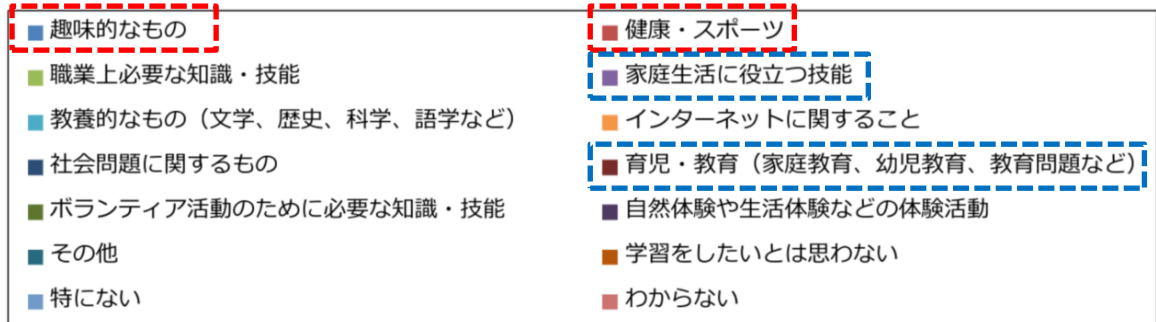 趣味的なもの
健康・スポーツ
職業上必要な知識・技能
家庭生活に役立つ技能
教養的なもの（文学、歴史、科学、語学など）
インターネットに関すること
社会問題に関するもの
育児・教育（家庭教育、幼児教育、教育問題など）
ボランティア活動のために必要な知識・技能
自然体験や生活体験などの体験活動
その他
学習をしたいとは思わない
特にない
わからない